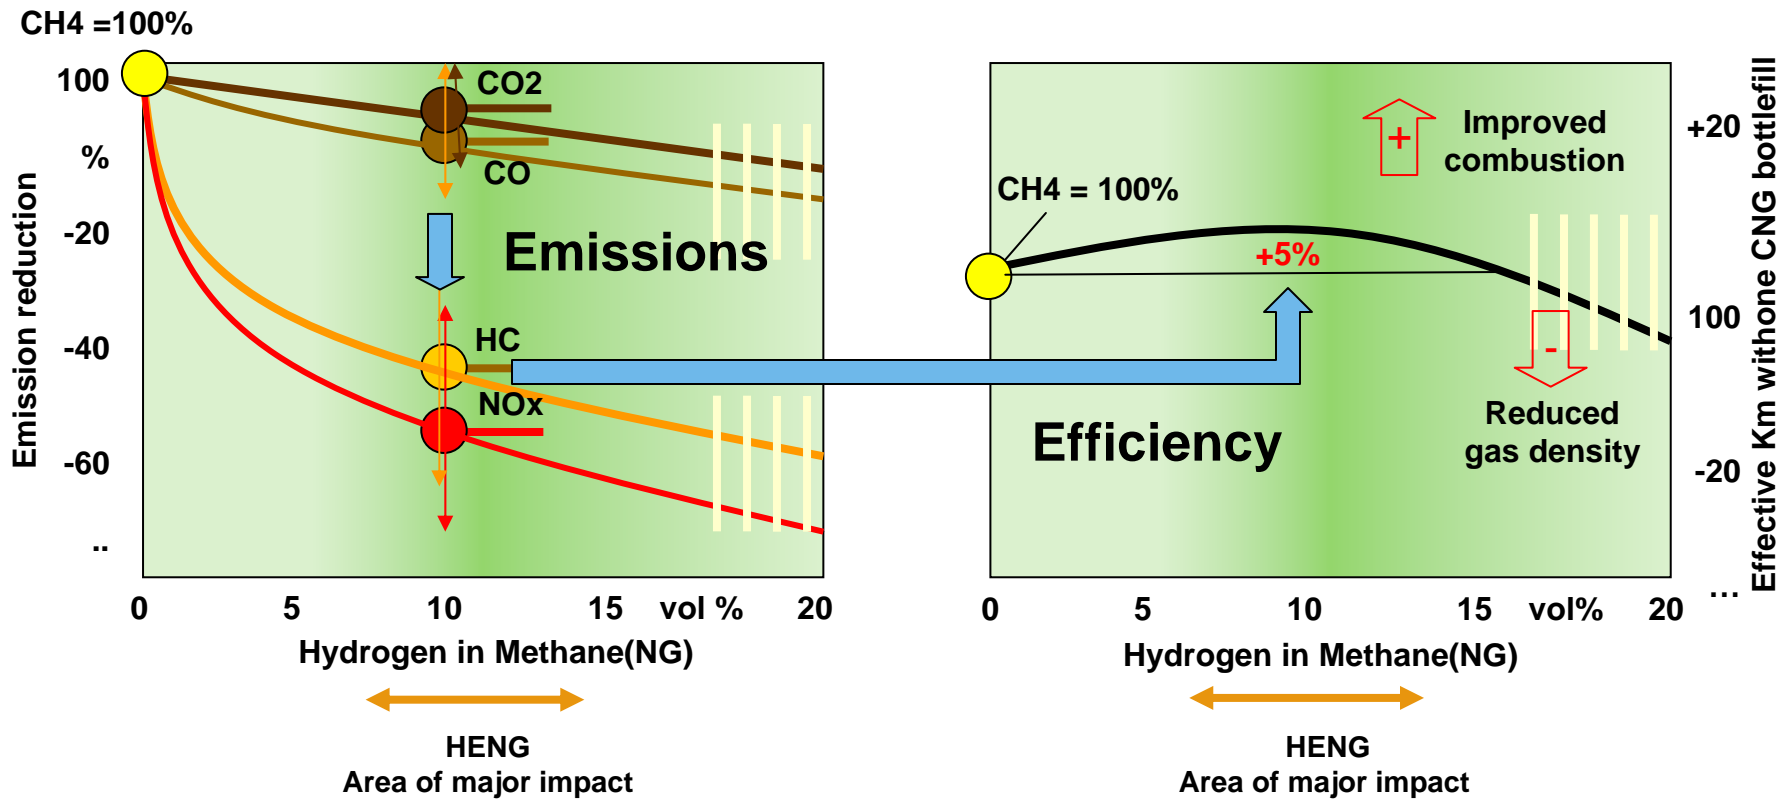 CH4 =100%
100
%
-20
-40
-60
..
Emission reduction
CO2
CO
Emissions
HC
NOx
0 5 10 15 vol % 20
Hydrogen in Methane(NG)
HENG
Area of major impact
CH4 = 100%
+
Improved
combustion
+5%
-
Reduced
gas density
Efficiency
+20
100
-20
...
Effective Km withone CNG bottlefill
0 5 10 15 vol% 20
Hydrogen in Methane(NG)
HENG
Area of major impact